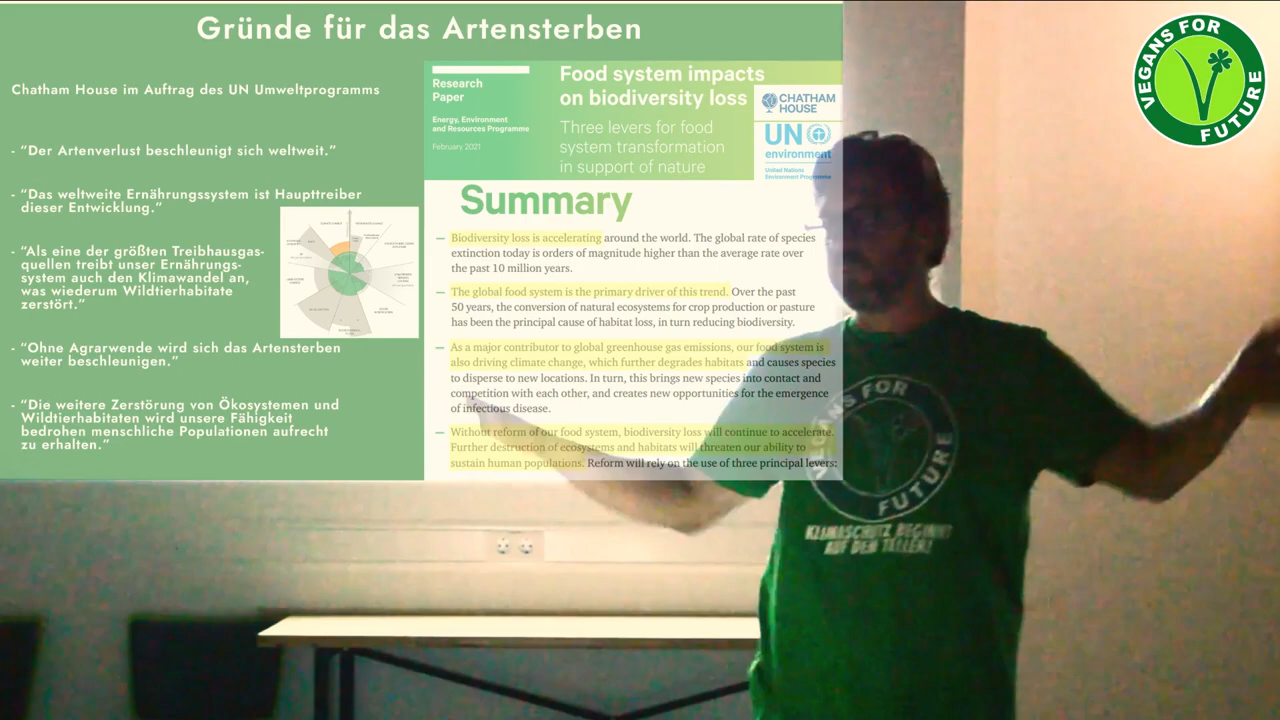 Gründe für das Artensterben
Chatham House im Auftrag des UN Umweltprogramms
- “Der Artenverlust beschleunigt sich weltweit.”
- “Das weltweite Ernährungssystem ist Haupttreiber
dieser Entwicklung.”
- “Als eine der größten Treibhausgas-
quellen treibt unser Ernährungs-
system auch den Klimawandel an,
was wiederum Wildtierhabitate
zerstört.”
- “Ohne Agrarwende wird sich das Artensterben
weiter beschleunigen.”
- “Die weitere Zerstörung von Ökosystemen und
Wildtierhabitaten wird unsere Fähigkeit
bedrohen menschliche Populationen aufrecht
zu erhalten.”
Research
Paper
Energy, Environment
and Resources Programme
February 2021
Food system impacts
on biodiversity loss
Three levers for food
system transformation
in support of nature
CHATHAM
HOUSE
UN
environment
United Nations
Environment Programme
Summary
— Biodiversity loss is accelerating around the world. The global rate of species
extinction today is orders of magnitude higher than the average rate over
the past 10 million years.
— The global food system is the primary driver of this trend. Over the past
50 years, the conversion of natural ecosystems for crop production or pasture
has been the principal cause of habitat loss, in turn reducing biodiversity.
— As a major contributor to global greenhouse gas emissions, our food system is
also driving climate change, which further degrades habitats and causes species
to disperse to new locations. In turn, this brings new species into contact and
competition with each other, and creates new opportunities for the emergence
of infectious disease.
— Without reform of our food system, biodiversity loss will continue to accelerate.
Further destruction of ecosystems and habitats will threaten our ability to
sustain human populations. Reform will rely on the use of three principal levers:
VEGANS FOR
FUTURE
VEGANS FOR
FUTURE
KLIMASCHUTZ BEGINNT
AUF DEM TELLER!